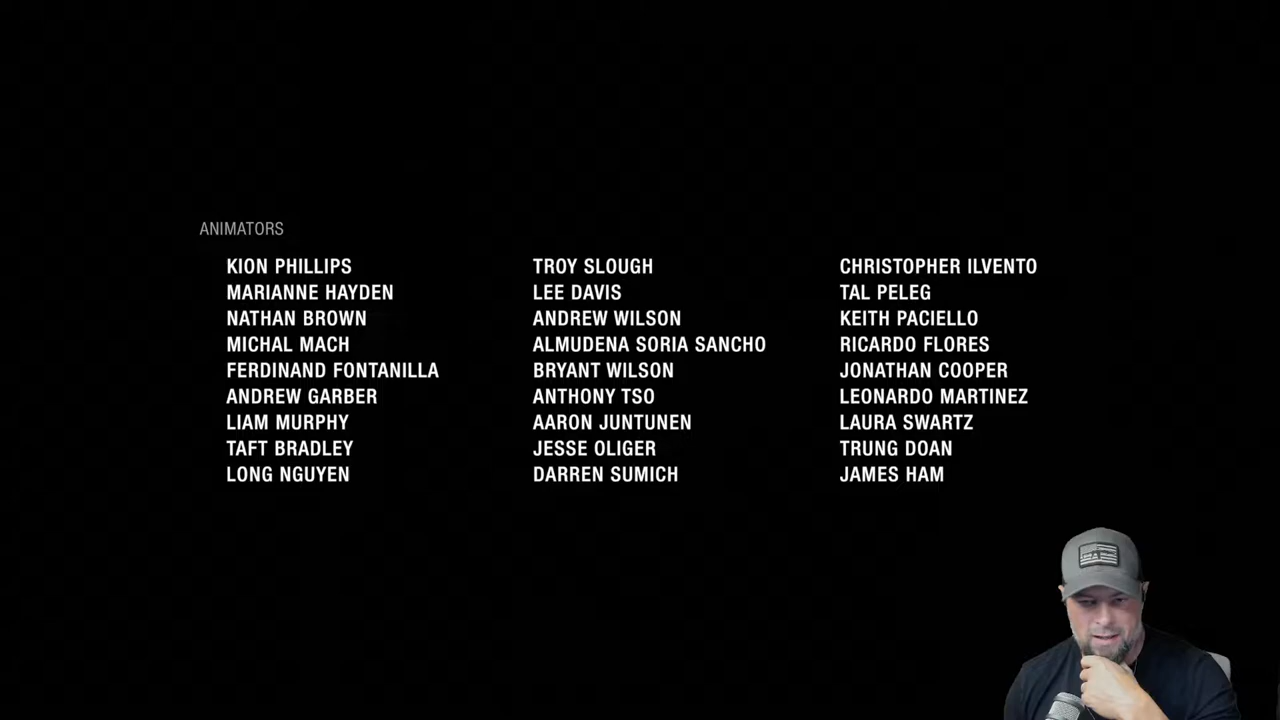 ANIMATORS
KION PHILLIPS
MARIANNE HAYDEN
NATHAN BROWN
MICHAL MACH
FERDINAND FONTANILLA
ANDREW GARBER
LIAM MURPHY
TAFT BRADLEY
LONG NGUYEN
TROY SLOUGH
LEE DAVIS
ANDREW WILSON
ALMUDENA SORIA SANCHO
BRYANT WILSON
ANTHONY TSO
AARON JUNTUNEN
JESSE OLIGER
DARREN SUMICH
CHRISTOPHER ILVENTO
TAL PELEG
KEITH PACIELLO
RICARDO FLORES
JONATHAN COOPER
LEONARDO MARTINEZ
LAURA SWARTZ
TRUNG DOAN
JAMES HAM